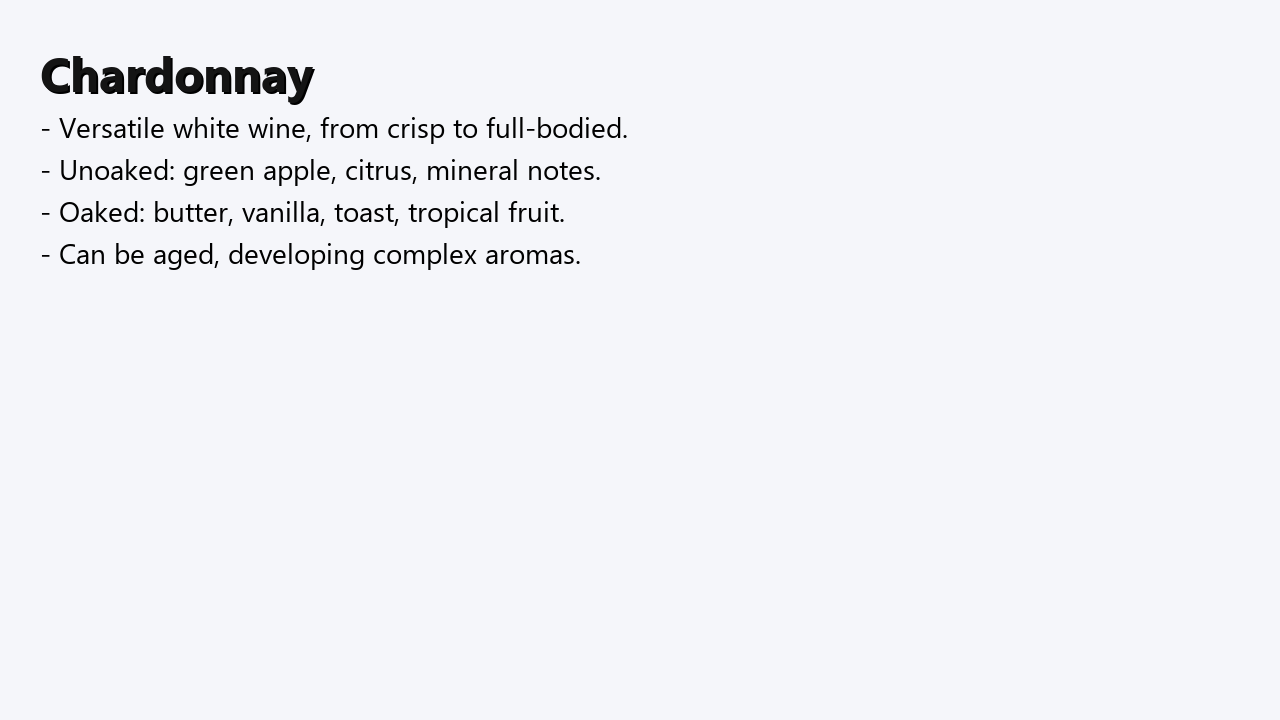 Chardonnay
- Versatile white wine, from crisp to full-bodied.
- Unoaked: green apple, citrus, mineral notes.
- Oaked: butter, vanilla, toast, tropical fruit.
- Can be aged, developing complex aromas.